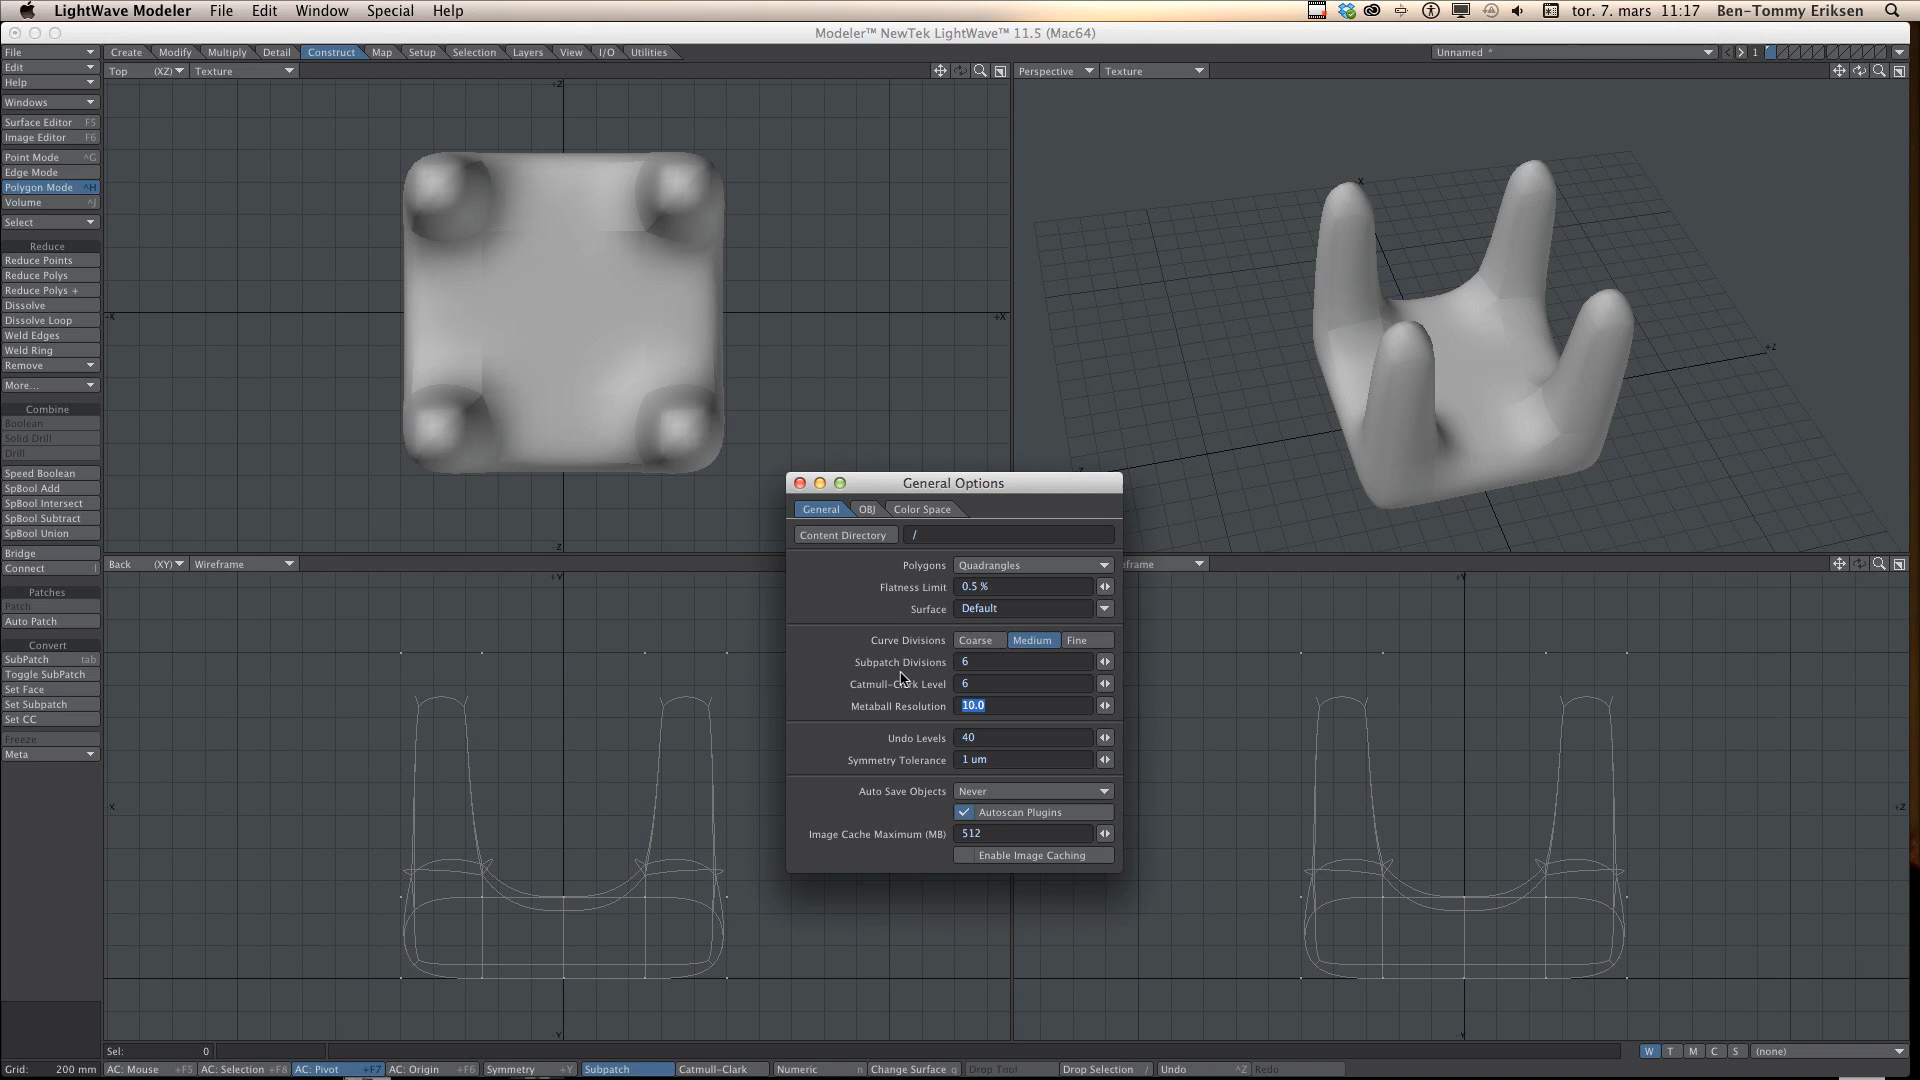 LightWave Modeler File Edit Window Special Help
tor. 7. mars 11:17 Ben-Tommy Eriksen
Modeler™ NewTek LightWave™ 11.5 (Mac64)
File Create Modify Multiply Detail Construct Map Setup Selection Layers View I/O Utilities Unnamed * 1
Edit
Help
Windows
Surface Editor F5
Image Editor F6
Point Mode ^G
Edge Mode
Polygon Mode ^H
Volume ^J
Select
Reduce
Reduce Points
Reduce Polys
Reduce Polys +
Dissolve
Dissolve Loop
Weld Edges
Weld Ring
Remove
More...
Combine
Boolean
Solid Drill
Drill
Speed Boolean
SpBool Add
SpBool Intersect
SpBool Subtract
SpBool Union
Bridge
Connect l
Patches
Patch
Auto Patch
Convert
SubPatch tab
Toggle SubPatch
Set Face
Set Subpatch
Set CC
Freeze
Meta
Top (XZ) Texture
+Z
-X
+X
-Z
Perspective Texture
X
+Z
Back (XY) Wireframe
+Y
-X
-Y
eframe
+Y
+Z
General Options
General OBJ Color Space
Content Directory /
Polygons Quadrangles
Flatness Limit 0.5 %
Surface Default
Curve Divisions Coarse Medium Fine
Subpatch Divisions 6
Catmull-Clark Level 6
Metaball Resolution 10.0
Undo Levels 40
Symmetry Tolerance 1 um
Auto Save Objects Never
Autoscan Plugins
Image Cache Maximum (MB) 512
Enable Image Caching
Sel: 0 W T M C S (none)
Grid: 200 mm AC: Mouse +F5 AC: Selection +F8 AC: Pivot +F7 AC: Origin +F6 Symmetry +Y Subpatch Catmull-Clark Numeric n Change Surface q Drop Tool Drop Selection / Undo ^Z Redo